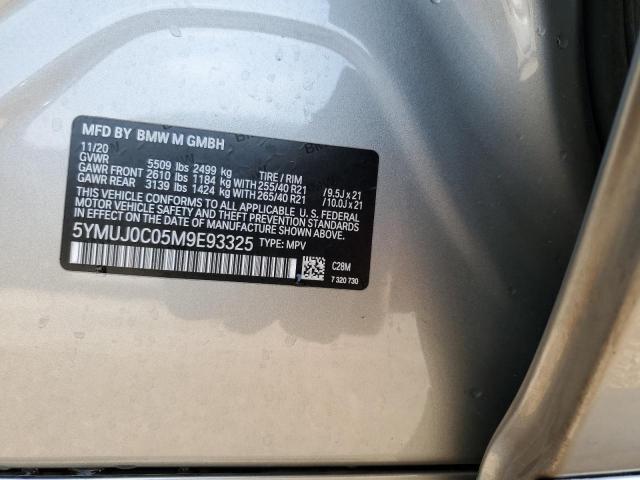 MFD BY BMW M GMBH
11/20
GVWR 5509 lbs 2499 kg TIRE / RIM
GAWR FRONT 2610 lbs 1184 kg WITH 255/40 R21 /9.5J x 21
GAWR REAR 3139 lbs 1424 kg WITH 265/40 R21 /10.0J x 21
THIS VEHICLE CONFORMS TO ALL APPLICABLE U.S. FEDERAL
MOTOR VEHICLE SAFETY, BUMPER, AND THEFT PREVENTION
STANDARDS IN EFFECT ON THE DATE OF MANUFACTURE SHOWN ABOVE.
5YMUJ0C05M9E93325 TYPE: MPV
C28M
7 320 730